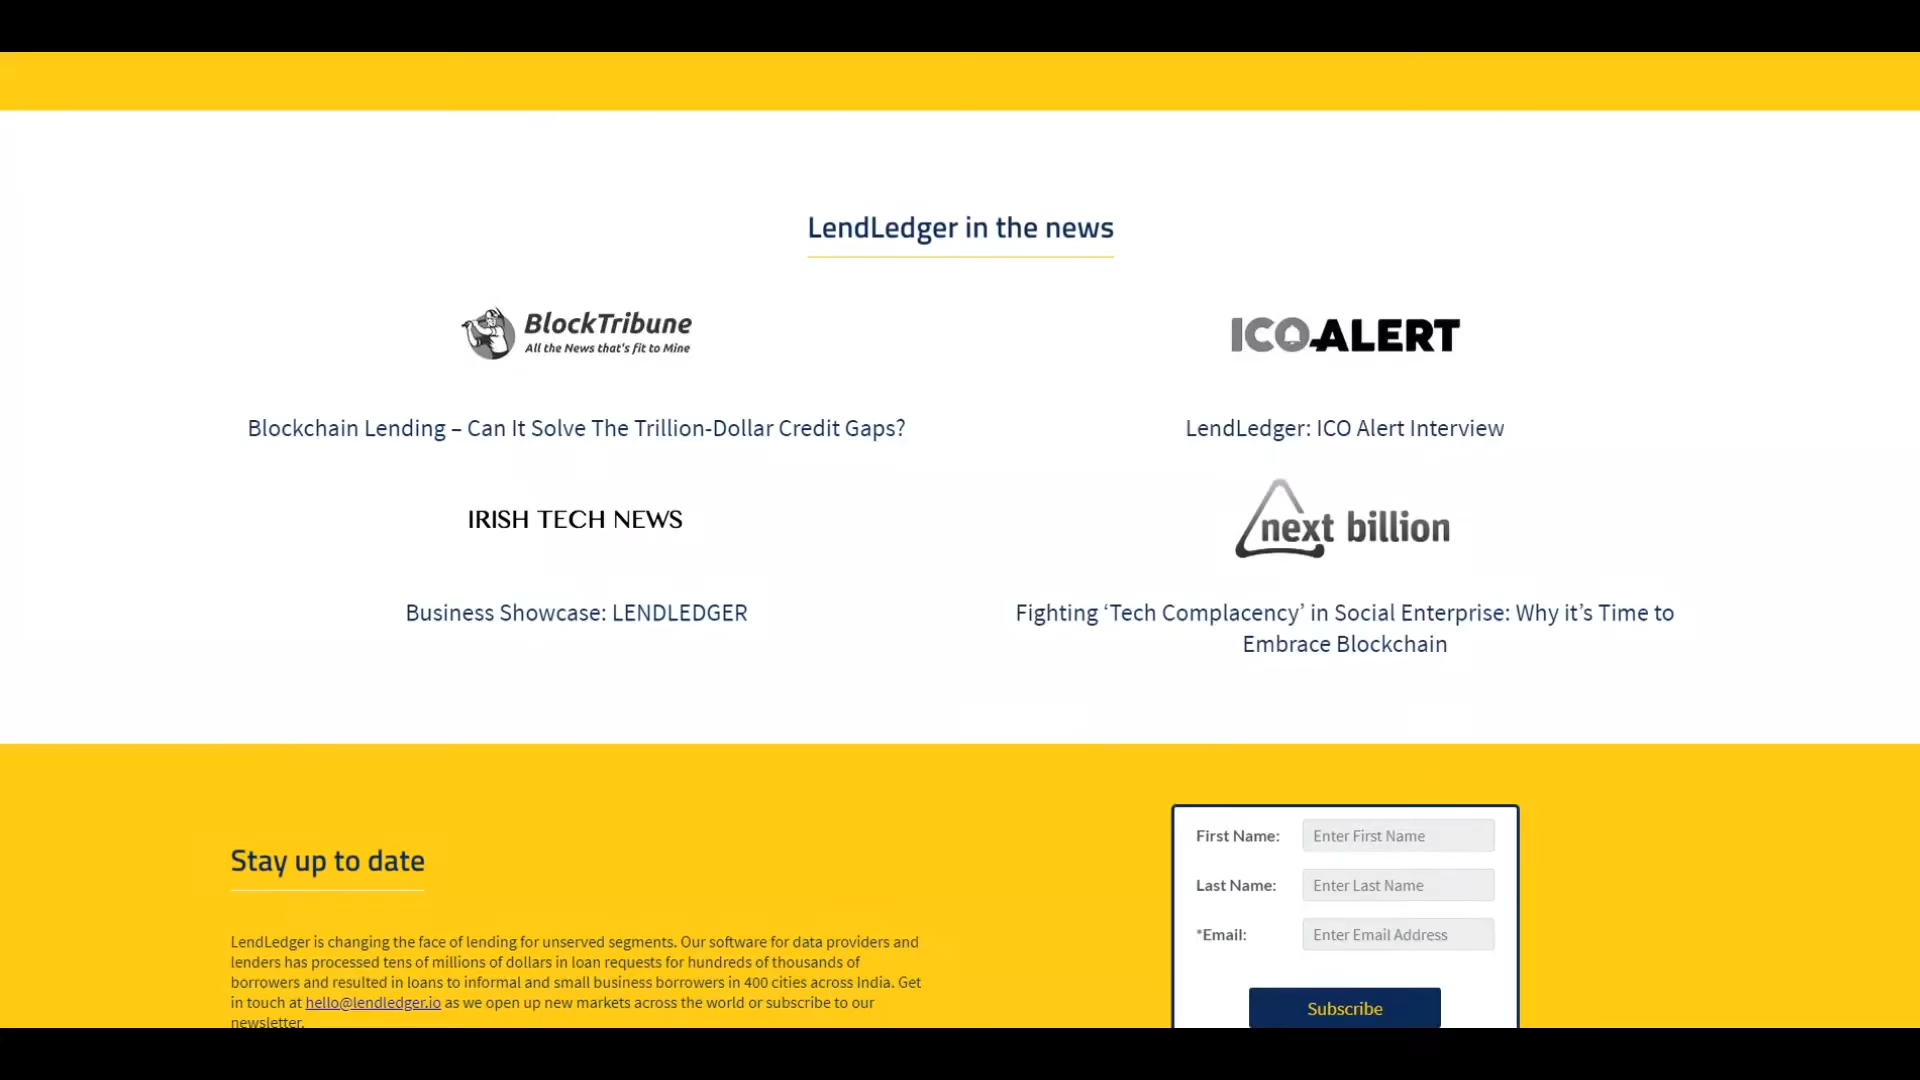 LendLedger in the news
BlockTribune
All the News that's fit to Mine
ICOALERT
Blockchain Lending – Can It Solve The Trillion-Dollar Credit Gaps?
LendLedger: ICO Alert Interview
IRISH TECH NEWS
next billion
Business Showcase: LENDLEDGER
Fighting ‘Tech Complacency’ in Social Enterprise: Why it’s Time to
Embrace Blockchain
Stay up to date
LendLedger is changing the face of lending for unserved segments. Our software for data providers and
lenders has processed tens of millions of dollars in loan requests for hundreds of thousands of
borrowers and resulted in loans to informal and small business borrowers in 400 cities across India. Get
in touch at hello@lendledger.io as we open up new markets across the world or subscribe to our
newsletter.
First Name: Enter First Name
Last Name: Enter Last Name
*Email: Enter Email Address
Subscribe